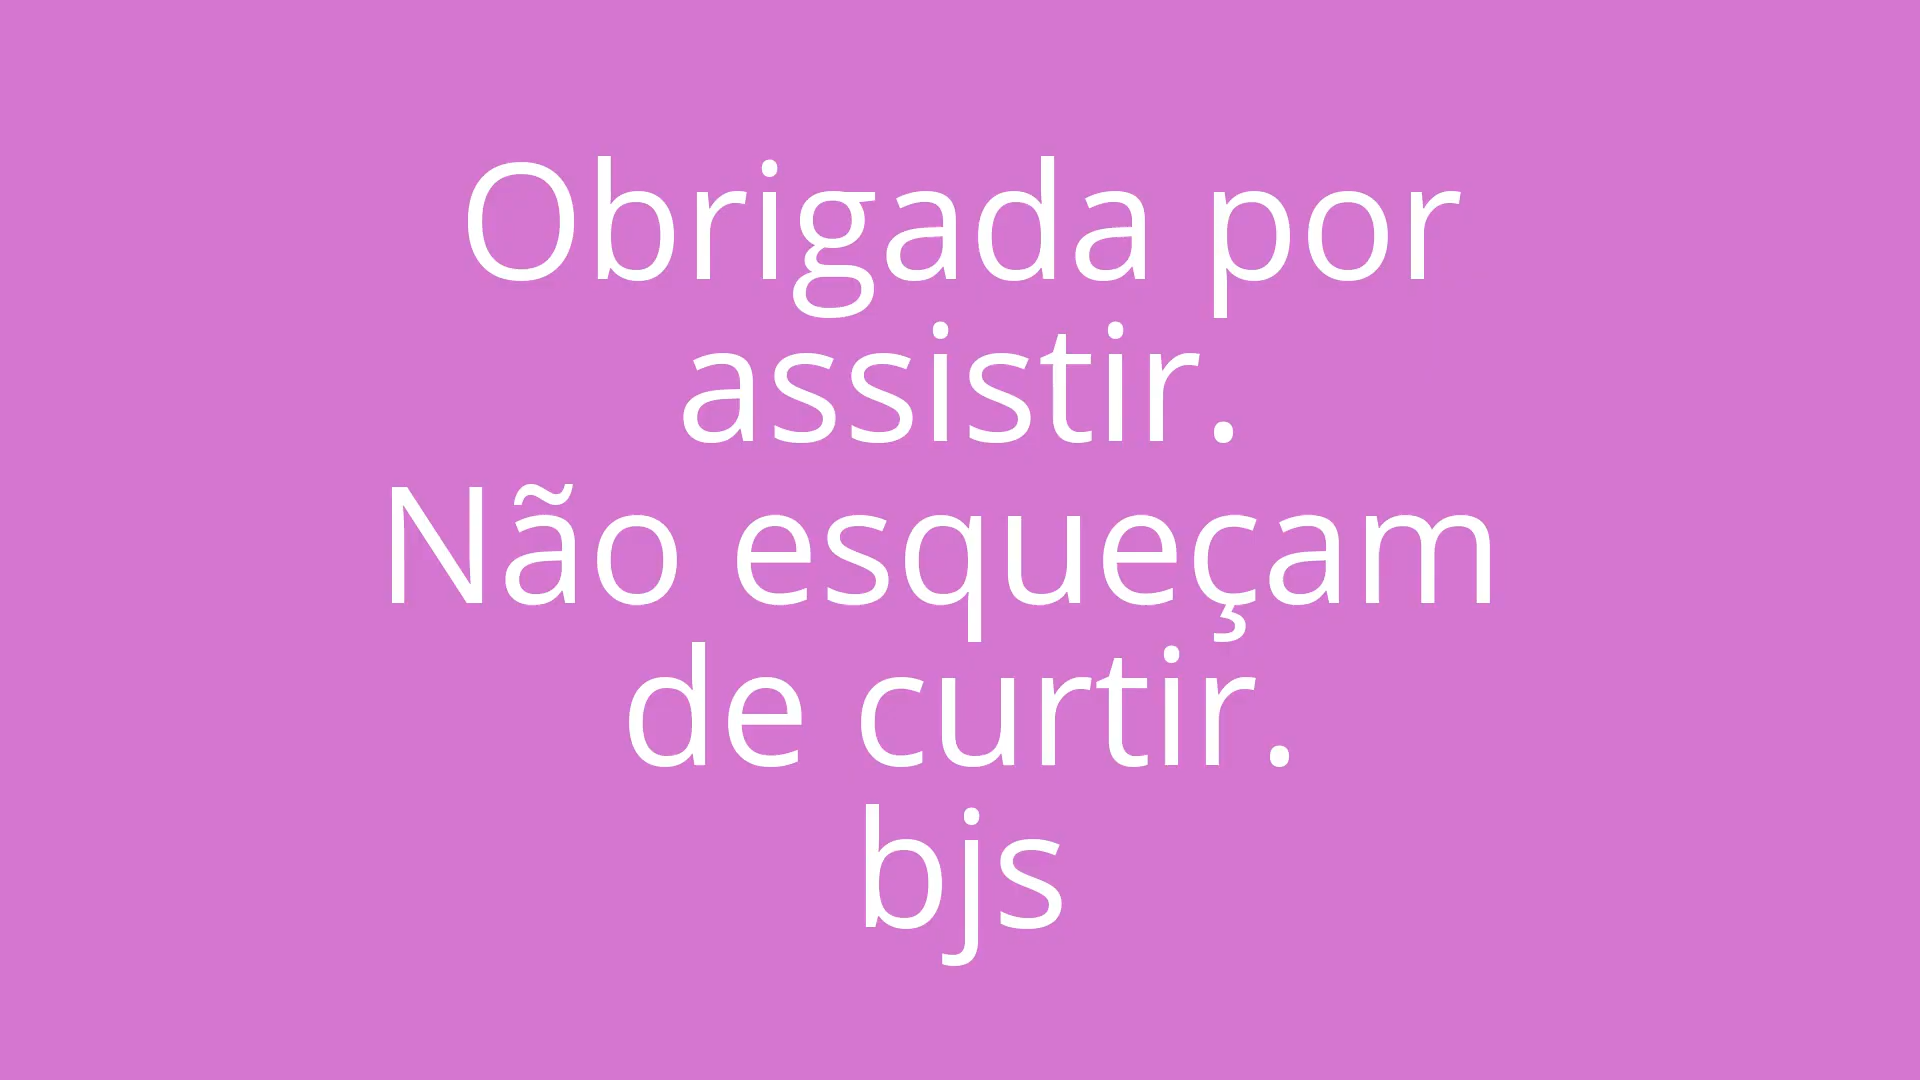 Obrigada por
assistir.
Não esqueçam
de curtir.
bjs